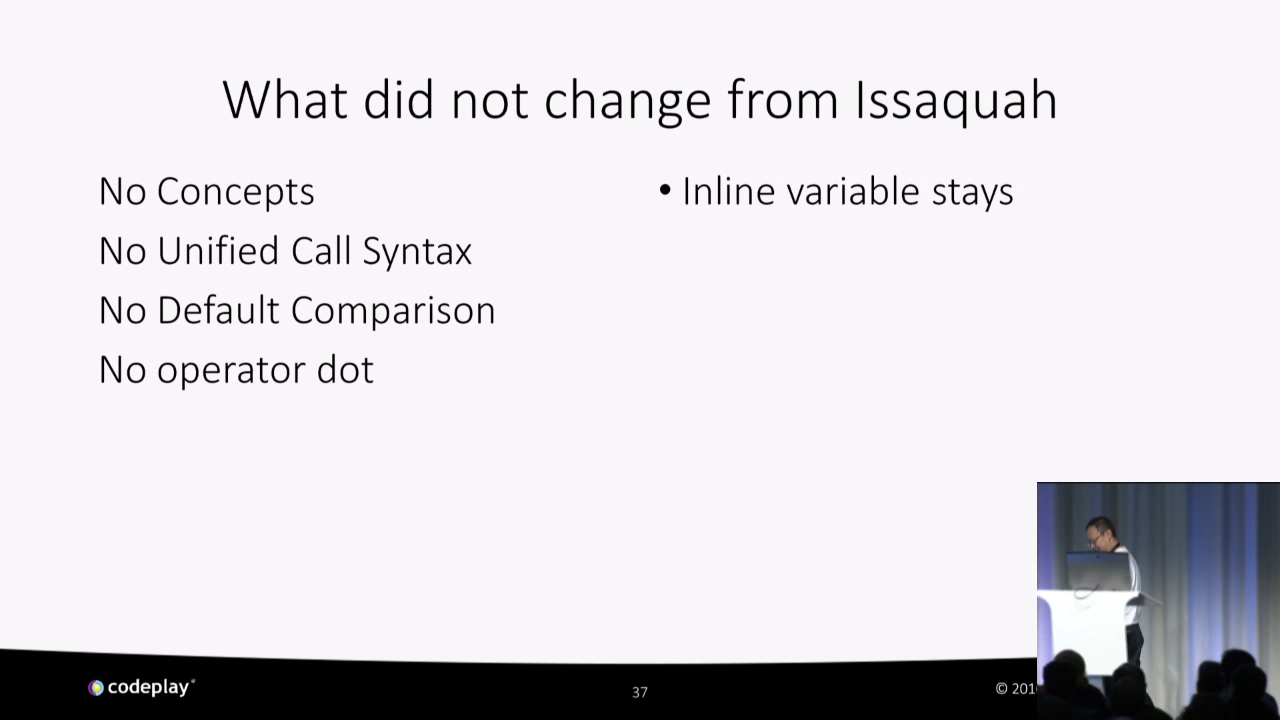 What did not change from Issaquah
No Concepts
No Unified Call Syntax
No Default Comparison
No operator dot
• Inline variable stays
codeplay®
37
© 201